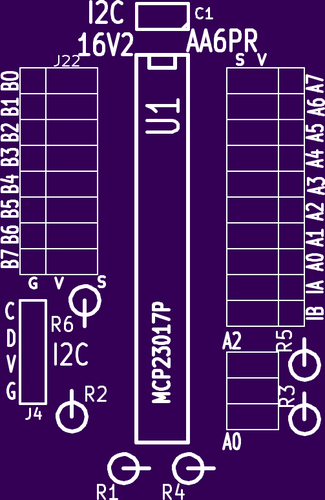 I2C
C1
16V2
AA6PR
J22
S V
U1
B0
B1
B2
B3
B4
B5
B6
B7
A7
A6
A5
A4
A3
A2
A1
A0
IA
IB
G V S
MCP23017P
C
D
V
G
R6
I2C
J4
R2
A2
R5
R3
A0
R1
R4